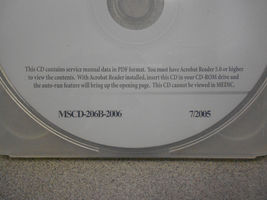 This CD contains service manual data in PDF format. You must have Acrobat Reader 5.0 or higher
to view the contents. With Acrobat Reader installed, insert this CD in your CD-ROM drive and
the auto-run feature will bring up the opening page. This CD cannot be viewed in MEDIC.
MSCD-206B-2006 7/2005